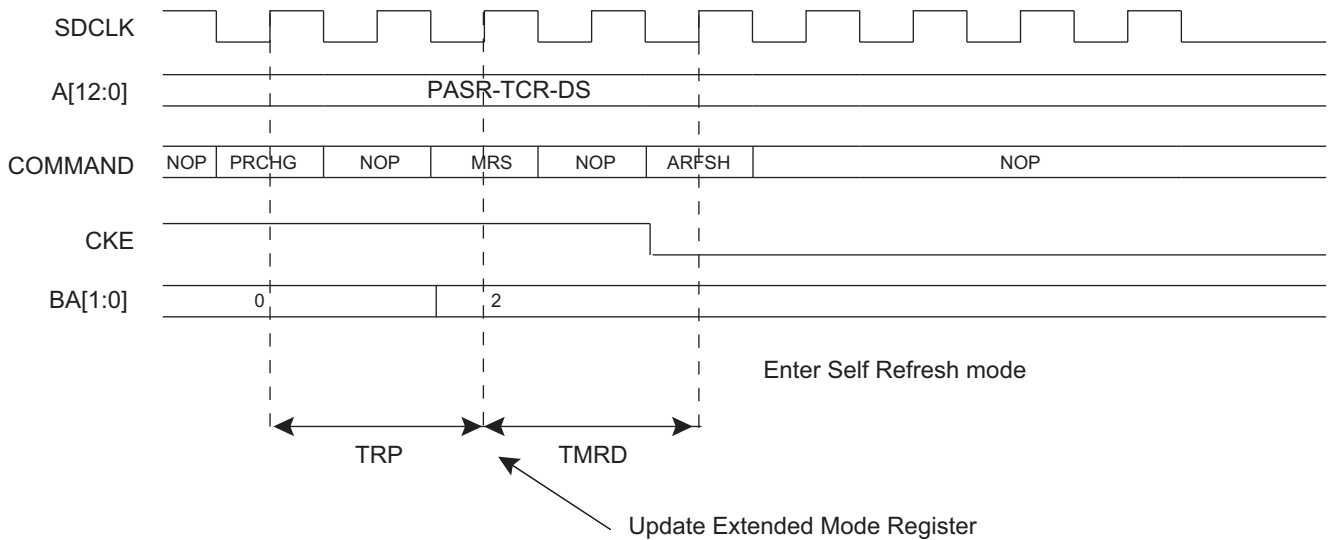 SDCLK
A[12:0] PASR-TCR-DS
COMMAND NOP PRCHG NOP MRS NOP ARFSH NOP
CKE
BA[1:0] 0 2
Enter Self Refresh mode
TRP TMRD
Update Extended Mode Register